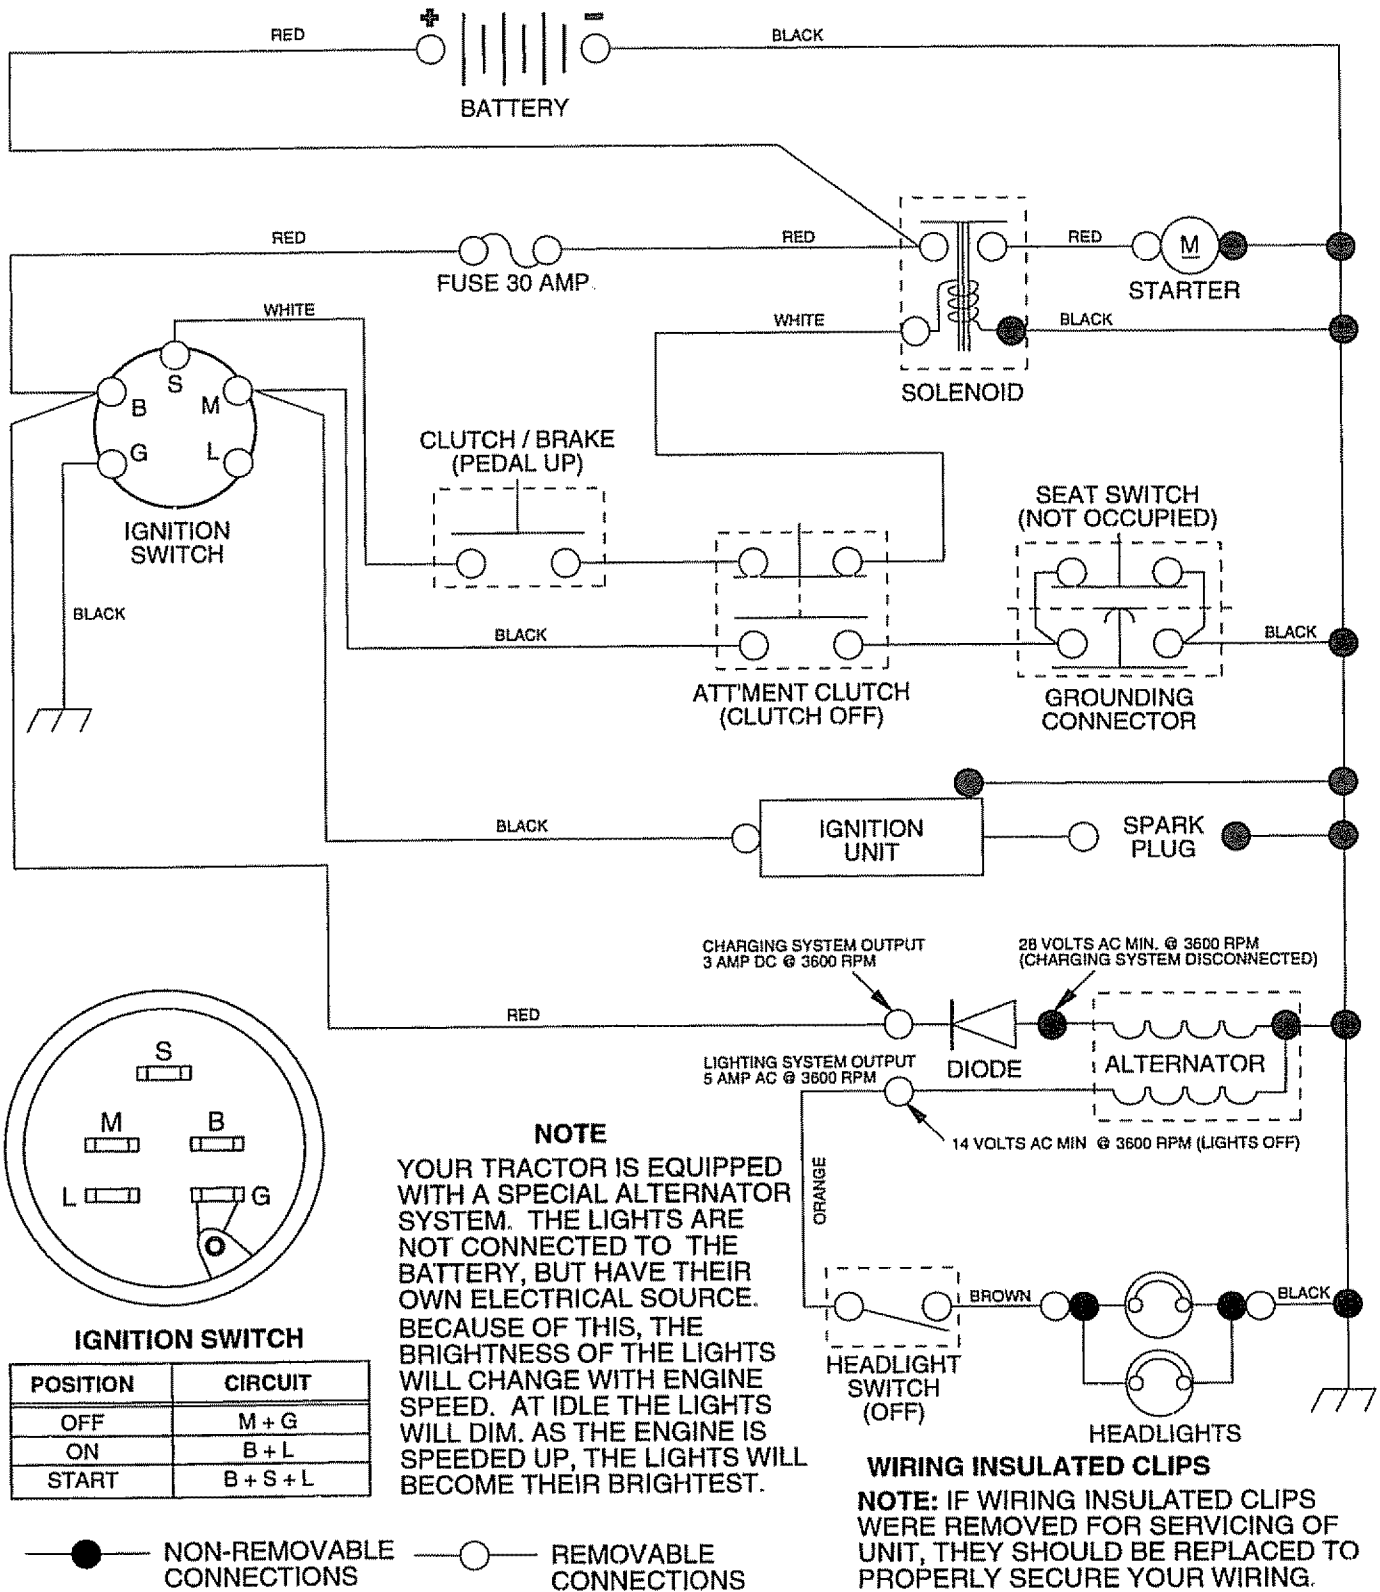 + -
RED
BLACK
BATTERY
RED
RED
RED
M
FUSE 30 AMP.
STARTER
WHITE
WHITE
BLACK
S
B
M
G
L
SOLENOID
IGNITION
SWITCH
CLUTCH / BRAKE
(PEDAL UP)
SEAT SWITCH
(NOT OCCUPIED)
BLACK
BLACK
BLACK
ATT'MENT CLUTCH
(CLUTCH OFF)
GROUNDING
CONNECTOR
BLACK
IGNITION
UNIT
SPARK
PLUG
CHARGING SYSTEM OUTPUT
3 AMP DC @ 3600 RPM
28 VOLTS AC MIN. @ 3600 RPM
(CHARGING SYSTEM DISCONNECTED)
RED
DIODE
ALTERNATOR
LIGHTING SYSTEM OUTPUT
5 AMP AC @ 3600 RPM
14 VOLTS AC MIN @ 3600 RPM (LIGHTS OFF)
ORANGE
S
M
B
L
G
NOTE
YOUR TRACTOR IS EQUIPPED
WITH A SPECIAL ALTERNATOR
SYSTEM. THE LIGHTS ARE
NOT CONNECTED TO THE
BATTERY, BUT HAVE THEIR
OWN ELECTRICAL SOURCE.
BECAUSE OF THIS, THE
BRIGHTNESS OF THE LIGHTS
WILL CHANGE WITH ENGINE
SPEED. AT IDLE THE LIGHTS
WILL DIM. AS THE ENGINE IS
SPEEDED UP, THE LIGHTS WILL
BECOME THEIR BRIGHTEST.
BROWN
BLACK
HEADLIGHT
SWITCH
(OFF)
HEADLIGHTS
IGNITION SWITCH
POSITION CIRCUIT
OFF M + G
ON B + L
START B + S + L
WIRING INSULATED CLIPS
NOTE: IF WIRING INSULATED CLIPS
WERE REMOVED FOR SERVICING OF
UNIT, THEY SHOULD BE REPLACED TO
PROPERLY SECURE YOUR WIRING.
NON-REMOVABLE
CONNECTIONS
REMOVABLE
CONNECTIONS